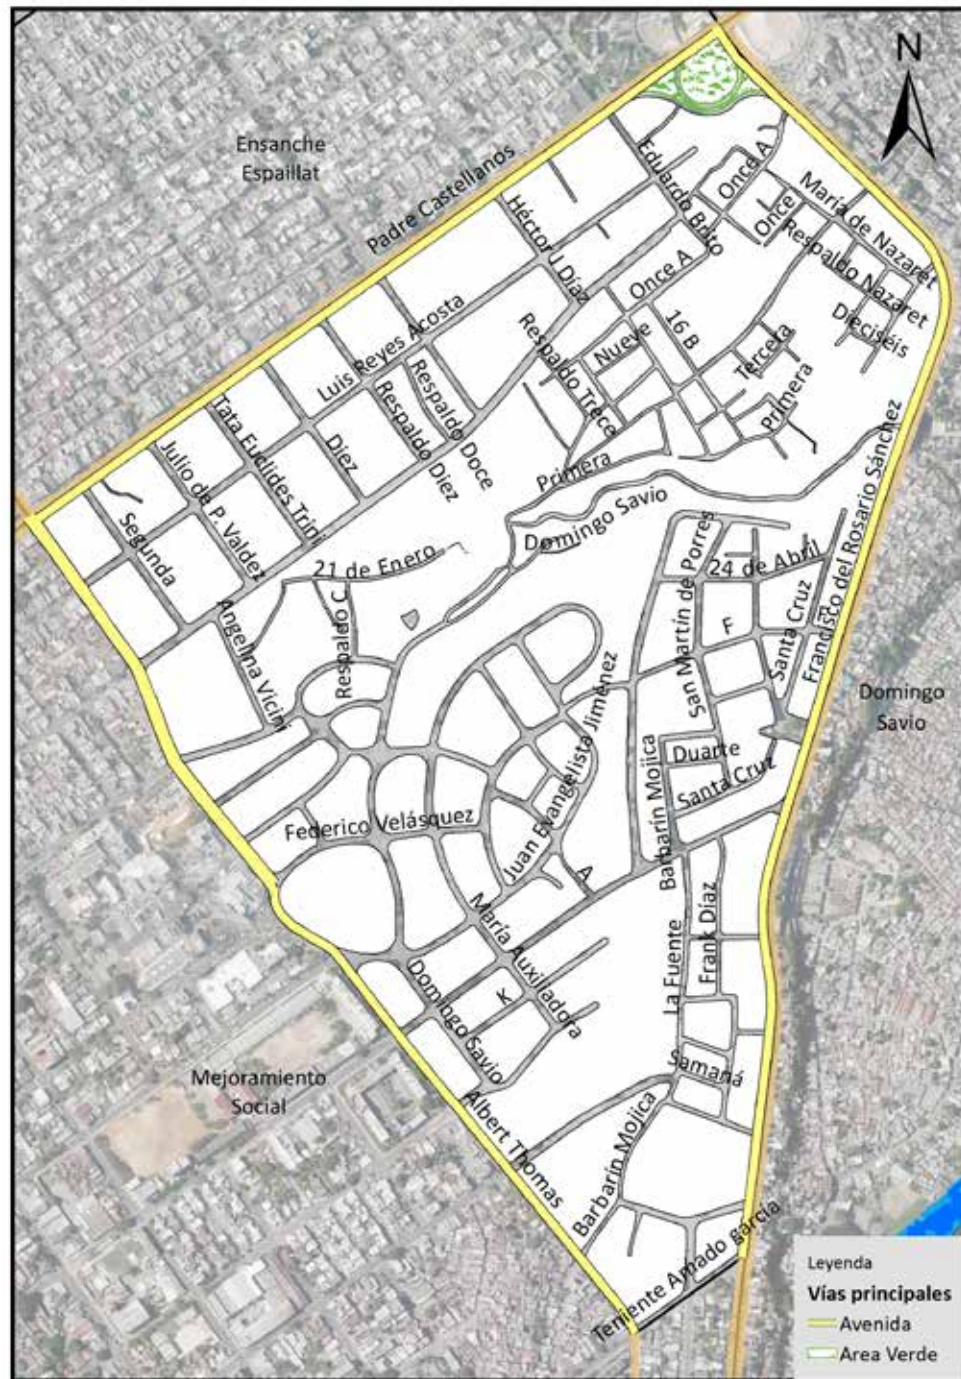 N
Ensanche
Espaillat
Padre Castellanos
Eduardo Brito
Once A
Once
María de Nazaret
Respaldo Nazaret
Dieciséis
Héctor J Díaz
Once A
16 B
Nueve
Tercera
Primera
Luis Reyes Acosta
Respaldo Trece
Respaldo Doce
Respaldo Diez
Diez
Tata Euclides Trin.
Julio de P. Valdez
Segunda
Primera
Domingo Savio
21 de Enero
Respaldo C
Angelina Vicini
San Martín de Porres
24 de Abril
F
Santa Cruz
Francisco del Rosario Sánchez
Domingo
Savio
Juan Evangelista Jiménez
Barbarín Mojica
Duarte
Santa Cruz
Federico Velásquez
A
María Auxiliadora
La Fuente
Frank Díaz
K
Domingo Savio
Samaná
Mejoramiento
Social
Albert Thomas
Barbarín Mojica
Teniente Amado garcía
Leyenda
Vías principales
Avenida
Area Verde